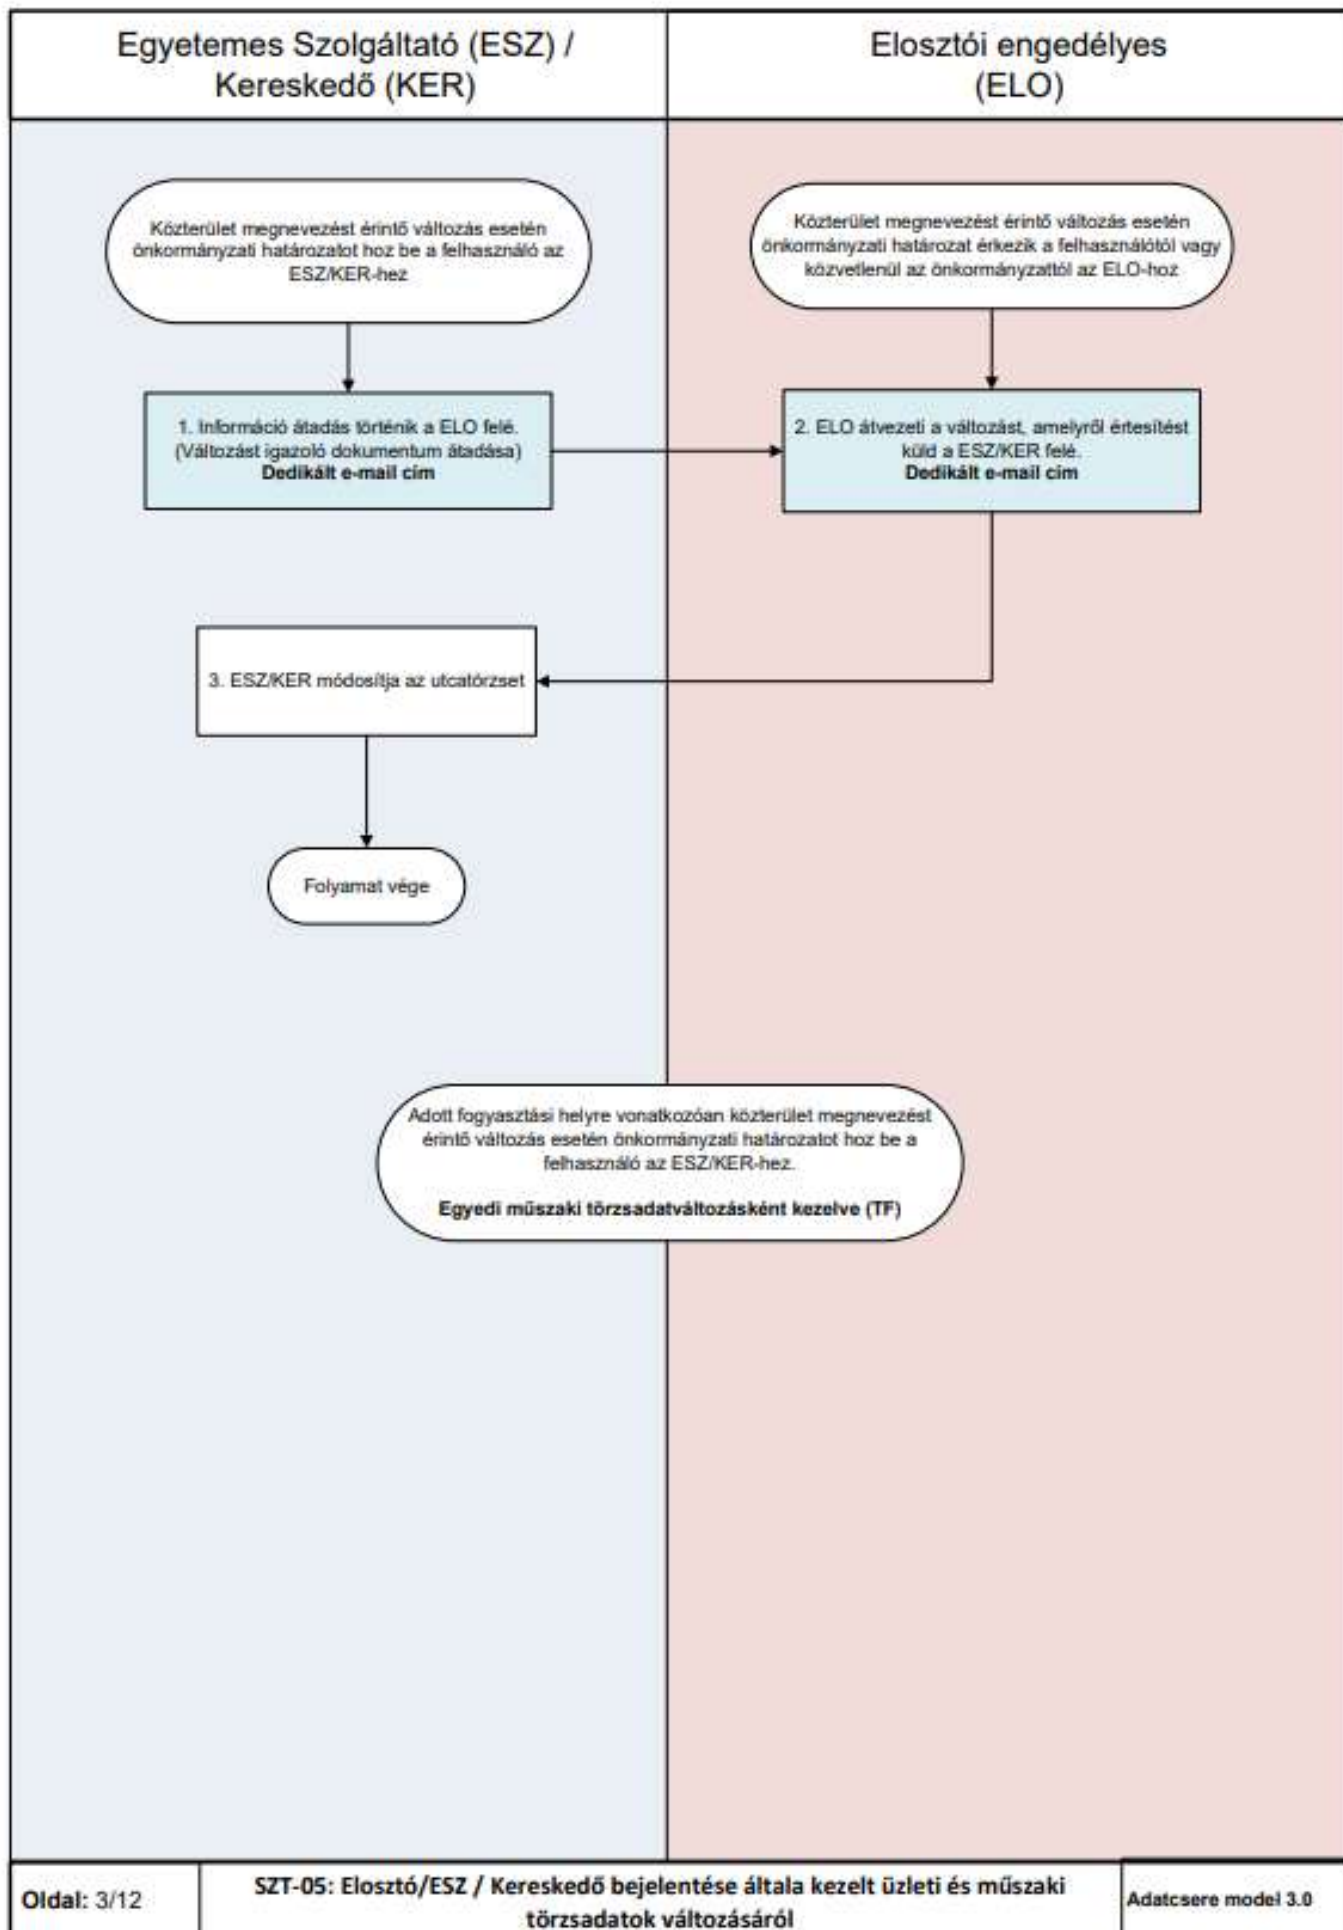 Egyetemes Szolgáltató (ESZ) /
Kereskedő (KER)
Elosztói engedélyes
(ELO)
Közterület megnevezést érintő változás esetén
önkormányzati határozatot hoz be a felhasználó az
ESZ/KER-hez
Közterület megnevezést érintő változás esetén
önkormányzati határozat érkezik a felhasználótól vagy
közvetlenül az önkormányzattól az ELO-hoz
1. Információ átadás történik a ELO felé.
(Változást igazoló dokumentum átadása)
Dedikált e-mail cím
2. ELO átvezeti a változást, amelyről értesítést
küld a ESZ/KER felé.
Dedikált e-mail cím
3. ESZ/KER módosítja az utcatörzset
Folyamat vége
Adott fogyasztási helyre vonatkozóan közterület megnevezést
érintő változás esetén önkormányzati határozatot hoz be a
felhasználó az ESZ/KER-hez.
Egyedi műszaki törzsadatváltozásként kezelve (TF)
Oldal: 3/12
SZT-05: Elosztó/ESZ / Kereskedő bejelentése általa kezelt üzleti és műszaki
törzsadatok változásáról
Adatcsere model 3.0